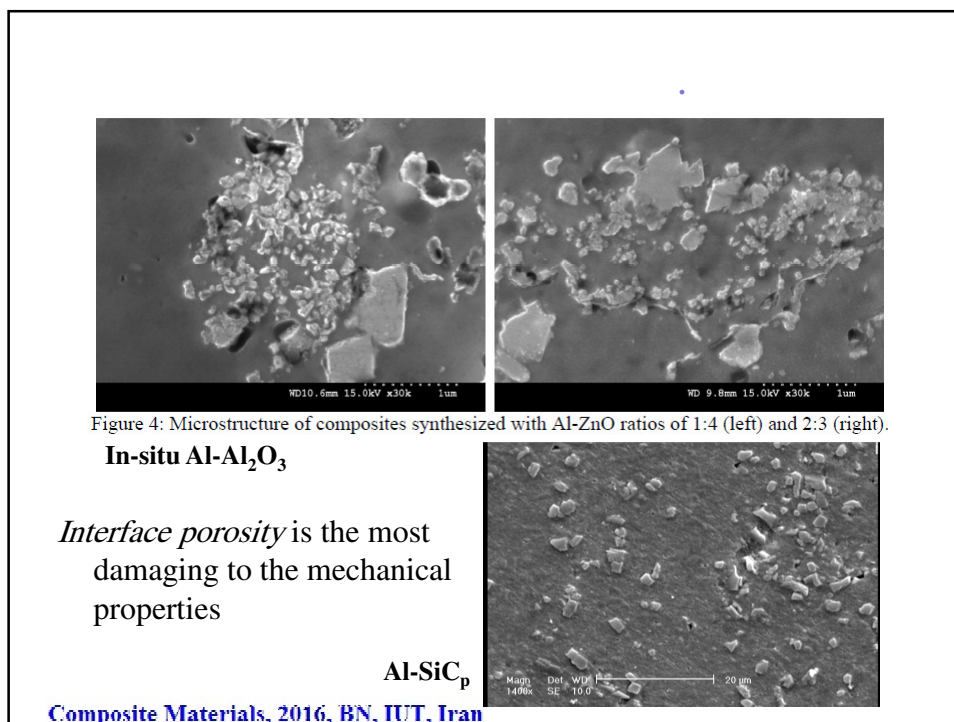 WD10.6mm 15.0kV x30k 1um
WD 9.8mm 15.0kV x30k 1um
Figure 4: Microstructure of composites synthesized with Al-ZnO ratios of 1:4 (left) and 2:3 (right).
In-situ Al-Al₂O₃
Interface porosity is the most
damaging to the mechanical
properties
Al-SiCₚ
Magn Det WD 20 µm
1400x SE 10.0
Composite Materials, 2016, BN, IUT, Iran